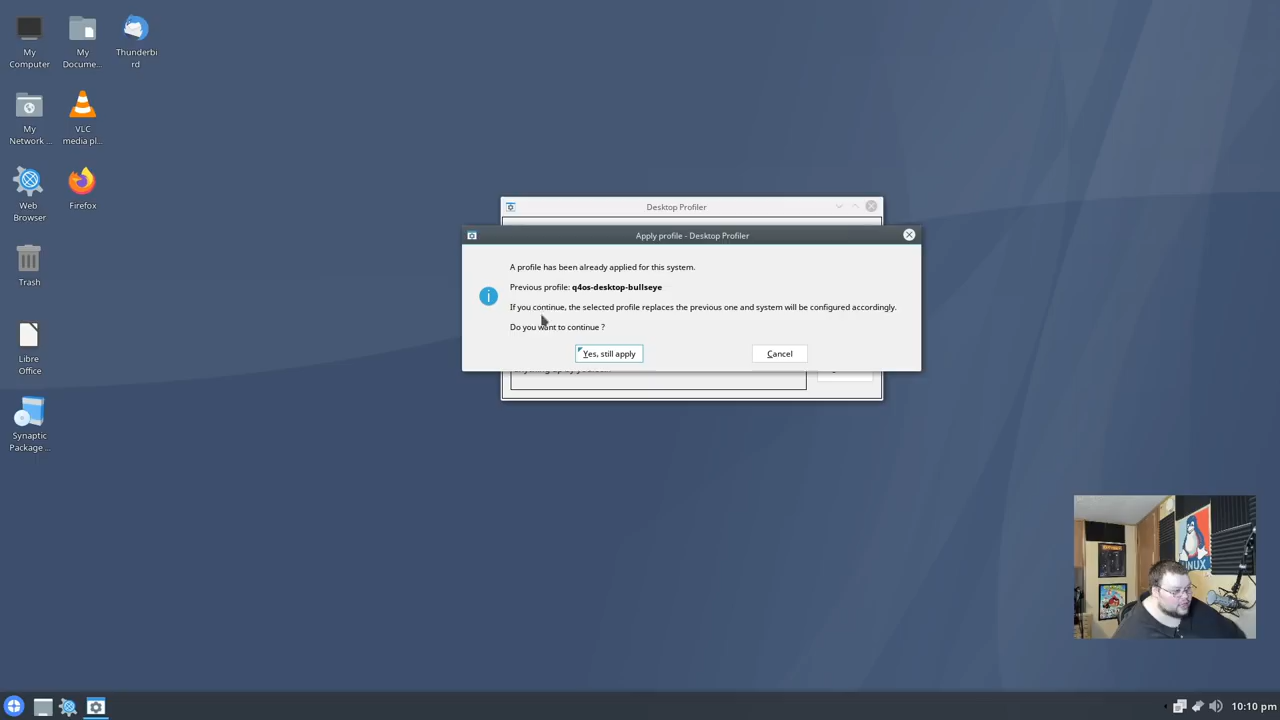 My
Computer
My
Docume...
Thunderbi
rd
My
Network ...
VLC
media pl...
Web
Browser
Firefox
Trash
Libre
Office
Synaptic
Package ...
Desktop Profiler
Apply profile - Desktop Profiler
A profile has been already applied for this system.
Previous profile: q4os-desktop-bullseye
If you continue, the selected profile replaces the previous one and system will be configured accordingly.
Do you want to continue ?
Yes, still apply
Cancel
LINUX
10:10 pm